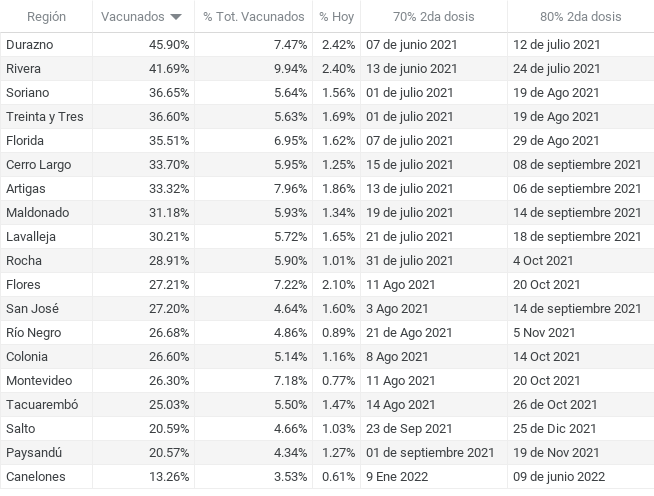 Región Vacunados % Tot. Vacunados % Hoy 70% 2da dosis 80% 2da dosis
Durazno 45.90% 7.47% 2.42% 07 de junio 2021 12 de julio 2021
Rivera 41.69% 9.94% 2.40% 13 de junio 2021 24 de julio 2021
Soriano 36.65% 5.64% 1.56% 01 de julio 2021 19 de Ago 2021
Treinta y Tres 36.60% 5.63% 1.69% 01 de julio 2021 19 de Ago 2021
Florida 35.51% 6.95% 1.62% 07 de julio 2021 29 de Ago 2021
Cerro Largo 33.70% 5.95% 1.25% 15 de julio 2021 08 de septiembre 2021
Artigas 33.32% 7.96% 1.86% 13 de julio 2021 06 de septiembre 2021
Maldonado 31.18% 5.93% 1.34% 19 de julio 2021 14 de septiembre 2021
Lavalleja 30.21% 5.72% 1.65% 21 de julio 2021 18 de septiembre 2021
Rocha 28.91% 5.90% 1.01% 31 de julio 2021 4 Oct 2021
Flores 27.21% 7.22% 2.10% 11 Ago 2021 20 Oct 2021
San José 27.20% 4.64% 1.60% 3 Ago 2021 14 de septiembre 2021
Río Negro 26.68% 4.86% 0.89% 21 de Ago 2021 5 Nov 2021
Colonia 26.60% 5.14% 1.16% 8 Ago 2021 14 Oct 2021
Montevideo 26.30% 7.18% 0.77% 11 Ago 2021 20 Oct 2021
Tacuarembó 25.03% 5.50% 1.47% 14 Ago 2021 26 de Oct 2021
Salto 20.59% 4.66% 1.03% 23 de Sep 2021 25 de Dic 2021
Paysandú 20.57% 4.34% 1.27% 01 de septiembre 2021 19 de Nov 2021
Canelones 13.26% 3.53% 0.61% 9 Ene 2022 09 de junio 2022